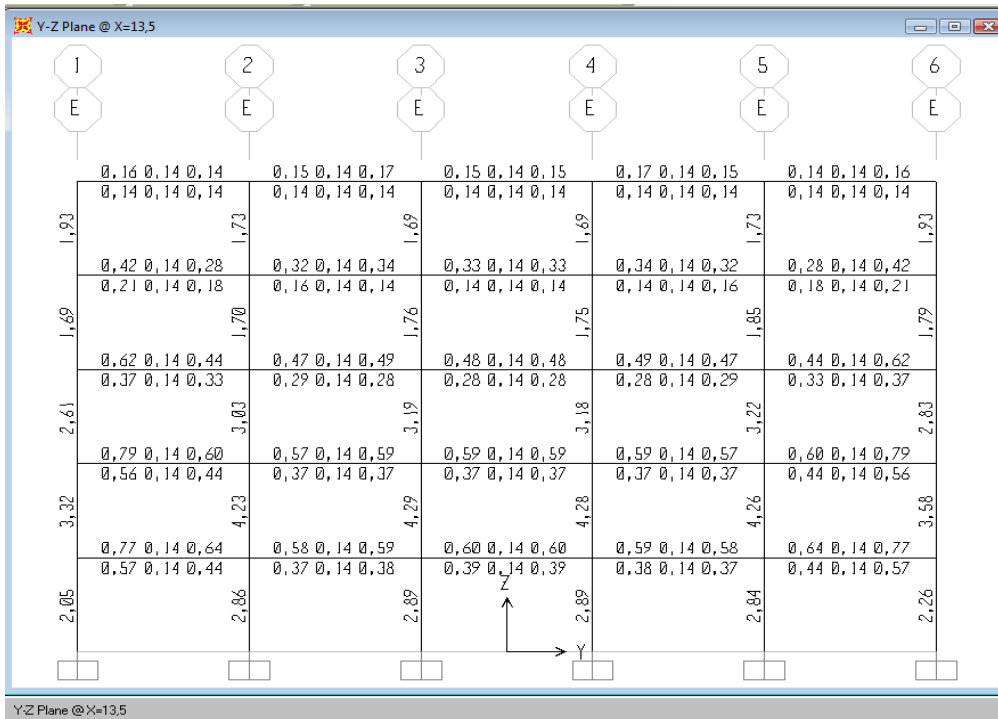 Y-Z Plane @ X=13,5
1 2 3 4 5 6
E E E E E E
0,16 0,14 0,14 0,15 0,14 0,17 0,15 0,14 0,15 0,17 0,14 0,15 0,14 0,14 0,16
0,14 0,14 0,14 0,14 0,14 0,14 0,14 0,14 0,14 0,14 0,14 0,14 0,14 0,14 0,14
1,93 1,73 1,69 1,69 1,73 1,93
0,42 0,14 0,28 0,32 0,14 0,34 0,33 0,14 0,33 0,34 0,14 0,32 0,28 0,14 0,42
0,21 0,14 0,18 0,16 0,14 0,14 0,14 0,14 0,14 0,14 0,14 0,16 0,18 0,14 0,21
1,69 1,70 1,76 1,75 1,85 1,79
0,62 0,14 0,44 0,47 0,14 0,49 0,48 0,14 0,48 0,49 0,14 0,47 0,44 0,14 0,62
0,37 0,14 0,33 0,29 0,14 0,28 0,28 0,14 0,28 0,28 0,14 0,29 0,33 0,14 0,37
2,61 3,03 3,19 3,18 3,22 2,83
0,79 0,14 0,60 0,57 0,14 0,59 0,59 0,14 0,59 0,59 0,14 0,57 0,60 0,14 0,79
0,56 0,14 0,44 0,37 0,14 0,37 0,37 0,14 0,37 0,37 0,14 0,37 0,44 0,14 0,56
3,32 4,23 4,29 4,28 4,26 3,58
0,77 0,14 0,64 0,58 0,14 0,59 0,60 0,14 0,60 0,59 0,14 0,58 0,64 0,14 0,77
0,57 0,14 0,44 0,37 0,14 0,38 0,39 0,14 0,39 0,38 0,14 0,37 0,44 0,14 0,57
Z
2,05 2,86 2,89 2,89 2,84 2,26
Y
Y-Z Plane @ X=13,5